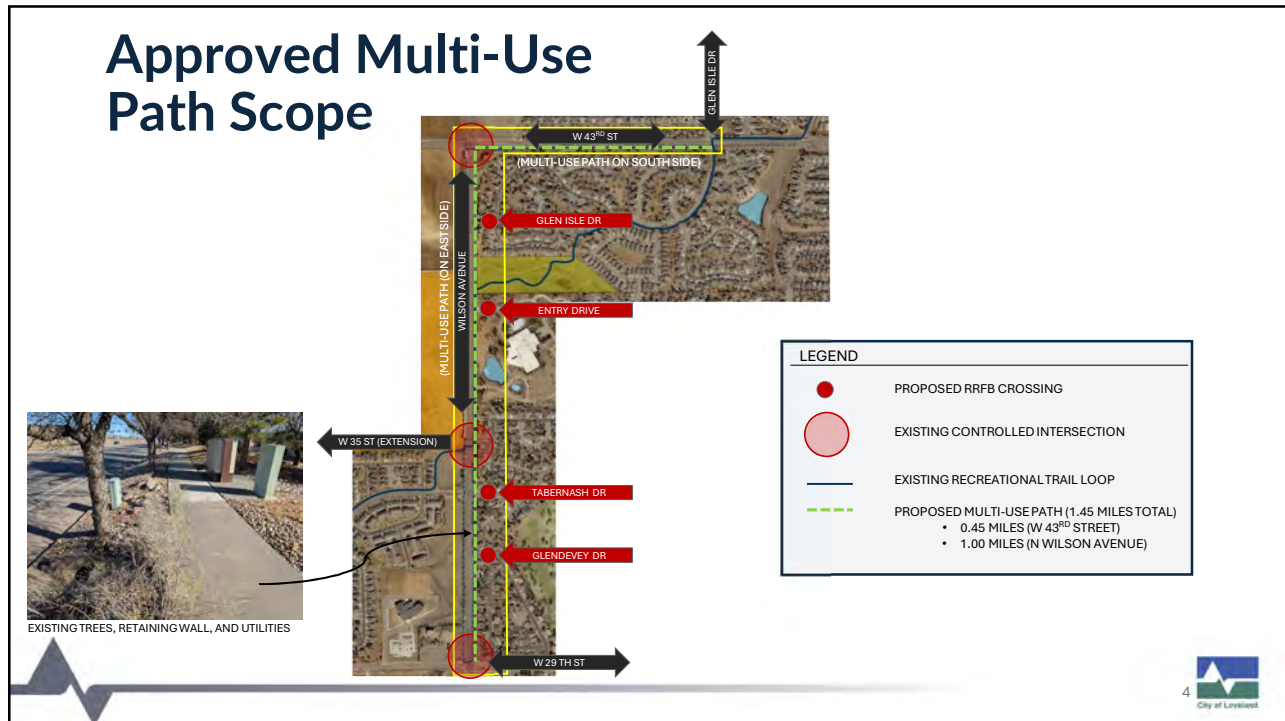 Approved Multi-Use
Path Scope
GLEN ISLE DR
W 43RD ST
(MULTI-USE PATH ON SOUTH SIDE)
(MULTI-USE PATH (ON EAST SIDE)
WILSON AVENUE
GLEN ISLE DR
ENTRY DRIVE
W 35 ST (EXTENSION)
TABERNASH DR
GLENDEVEY DR
W 29 TH ST
EXISTING TREES, RETAINING WALL, AND UTILITIES
LEGEND
PROPOSED RRFB CROSSING
EXISTING CONTROLLED INTERSECTION
EXISTING RECREATIONAL TRAIL LOOP
PROPOSED MULTI-USE PATH (1.45 MILES TOTAL)
• 0.45 MILES (W 43RD STREET)
• 1.00 MILES (N WILSON AVENUE)
4
City of Loveland